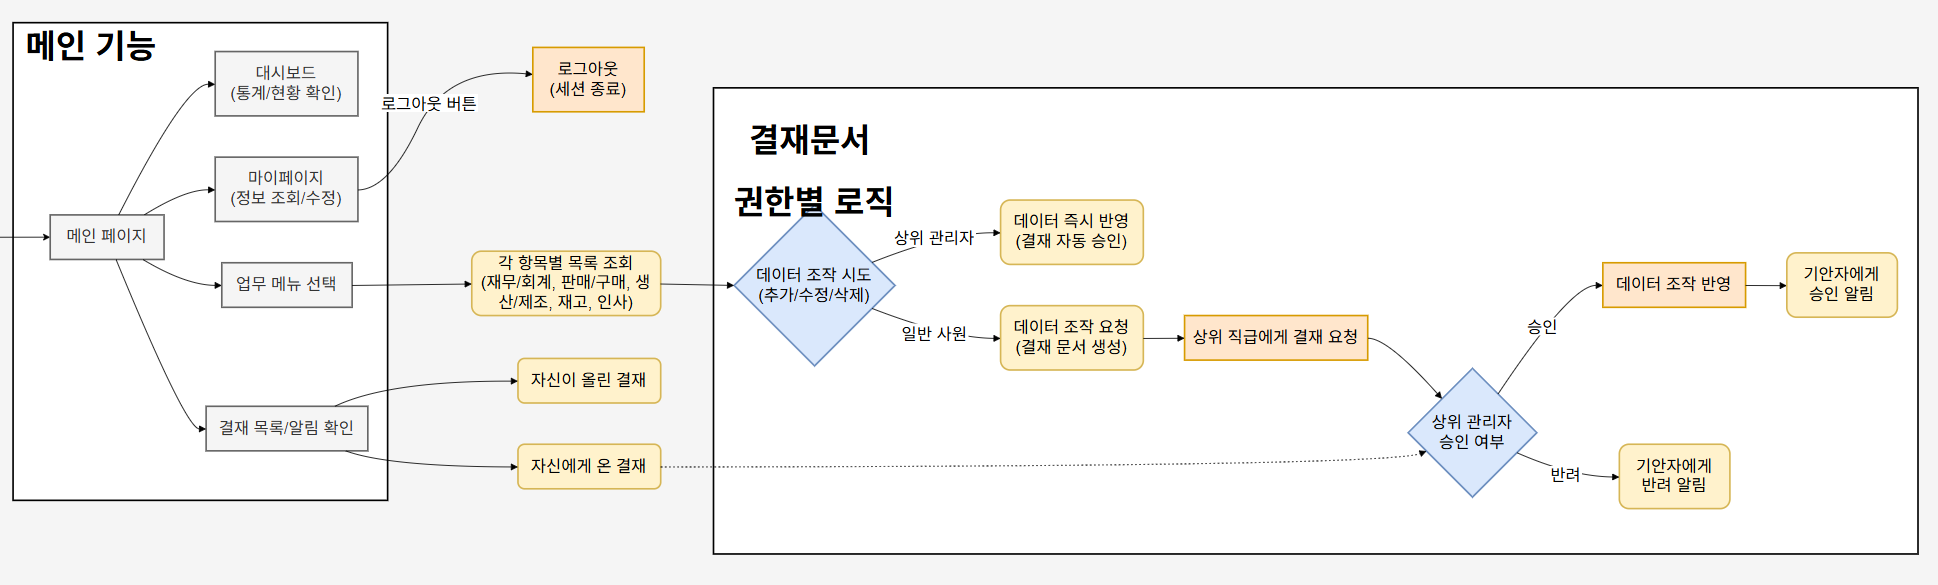 메인 기능
대시보드
(통계/현황 확인)
마이페이지
(정보 조회/수정)
메인 페이지
업무 메뉴 선택
결재 목록/알림 확인
로그아웃 버튼
로그아웃
(세션 종료)
각 항목별 목록 조회
(재무/회계, 판매/구매, 생
산/제조, 재고, 인사)
자신이 올린 결재
자신에게 온 결재
결재문서
권한별 로직
데이터 조작 시도
(추가/수정/삭제)
상위 관리자
데이터 즉시 반영
(결재 자동 승인)
일반 사원
데이터 조작 요청
(결재 문서 생성)
상위 직급에게 결재 요청
상위 관리자
승인 여부
승인
데이터 조작 반영
기안자에게
승인 알림
반려
기안자에게
반려 알림